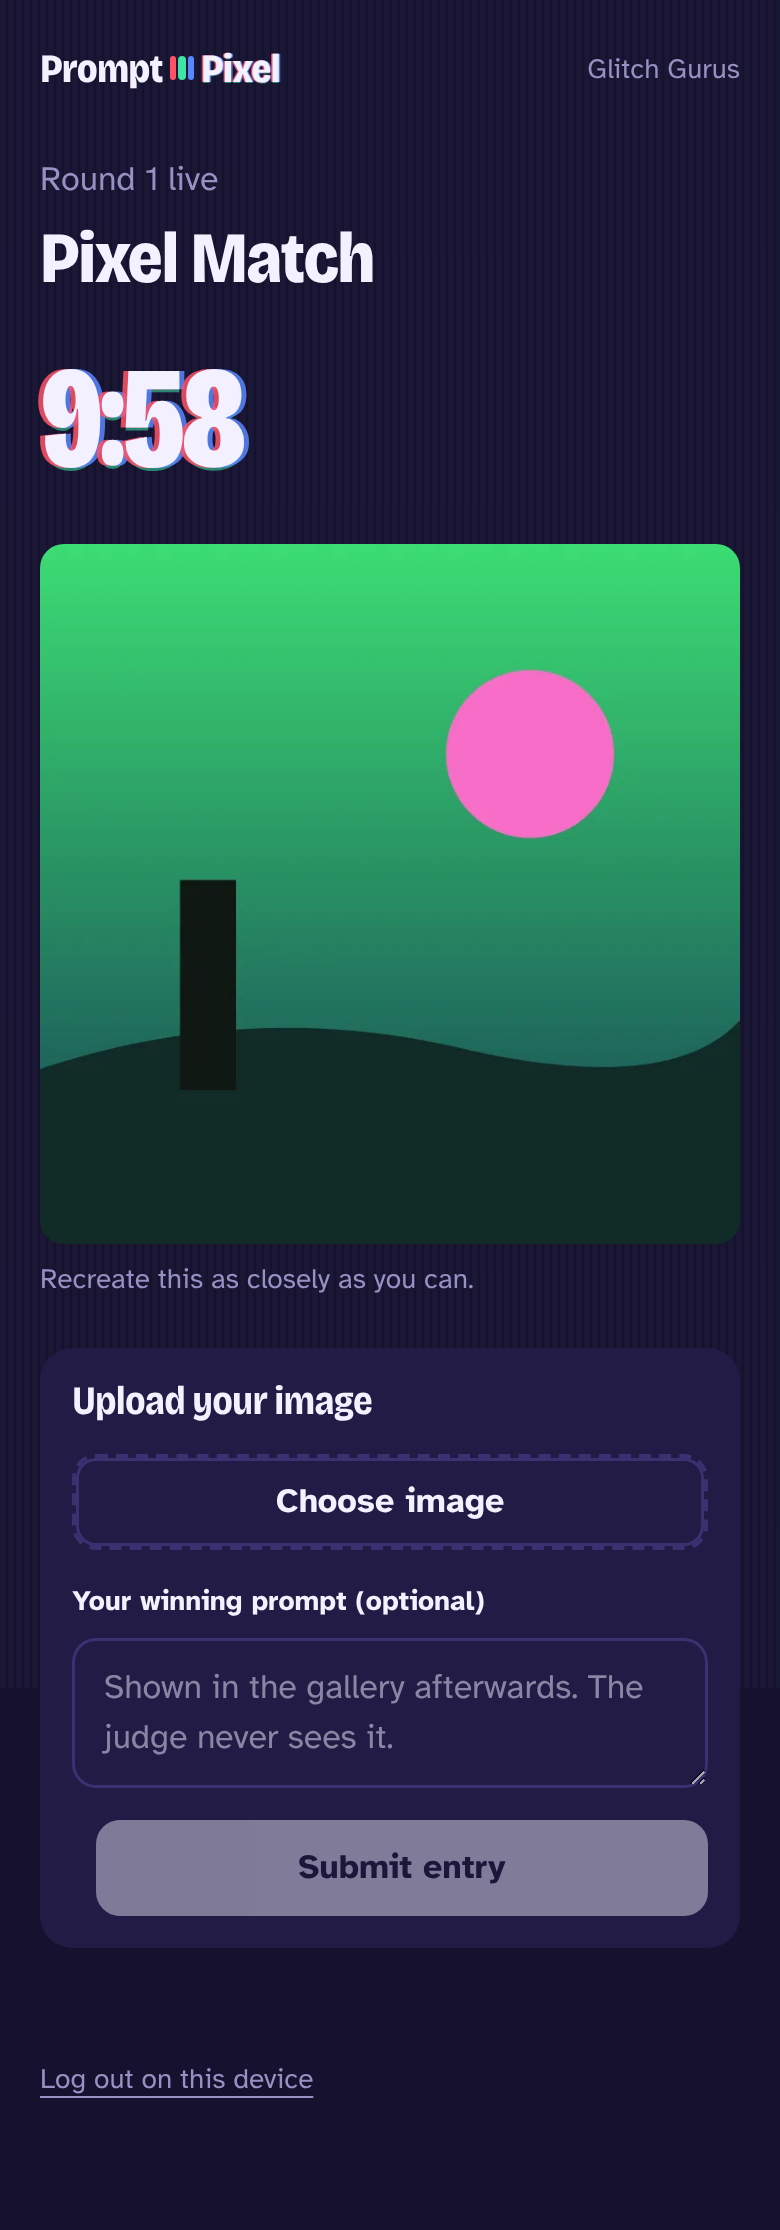 Prompt Pixel
Glitch Gurus
Round 1 live
Pixel Match
9:58
Recreate this as closely as you can.
Upload your image
Choose image
Your winning prompt (optional)
Shown in the gallery afterwards. The
judge never sees it.
Submit entry
Log out on this device